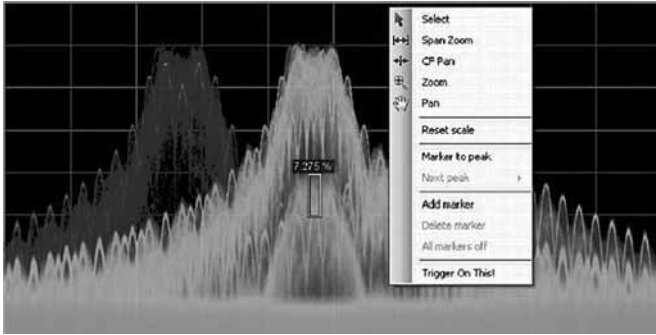 Select
Span Zoom
CF Pan
Zoom
Pan
Reset scale
Marker to peak
Next peak
Add marker
Delete marker
All markers off
Trigger On This!
7.275 %